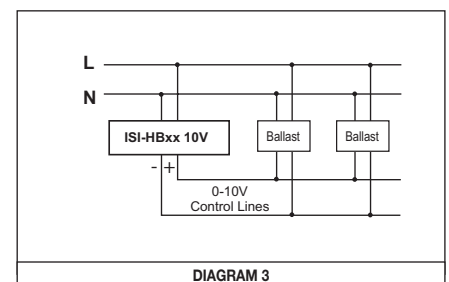 L
N
ISI-HBxx 10V
Ballast
Ballast
- +
0-10V
Control Lines
DIAGRAM 3